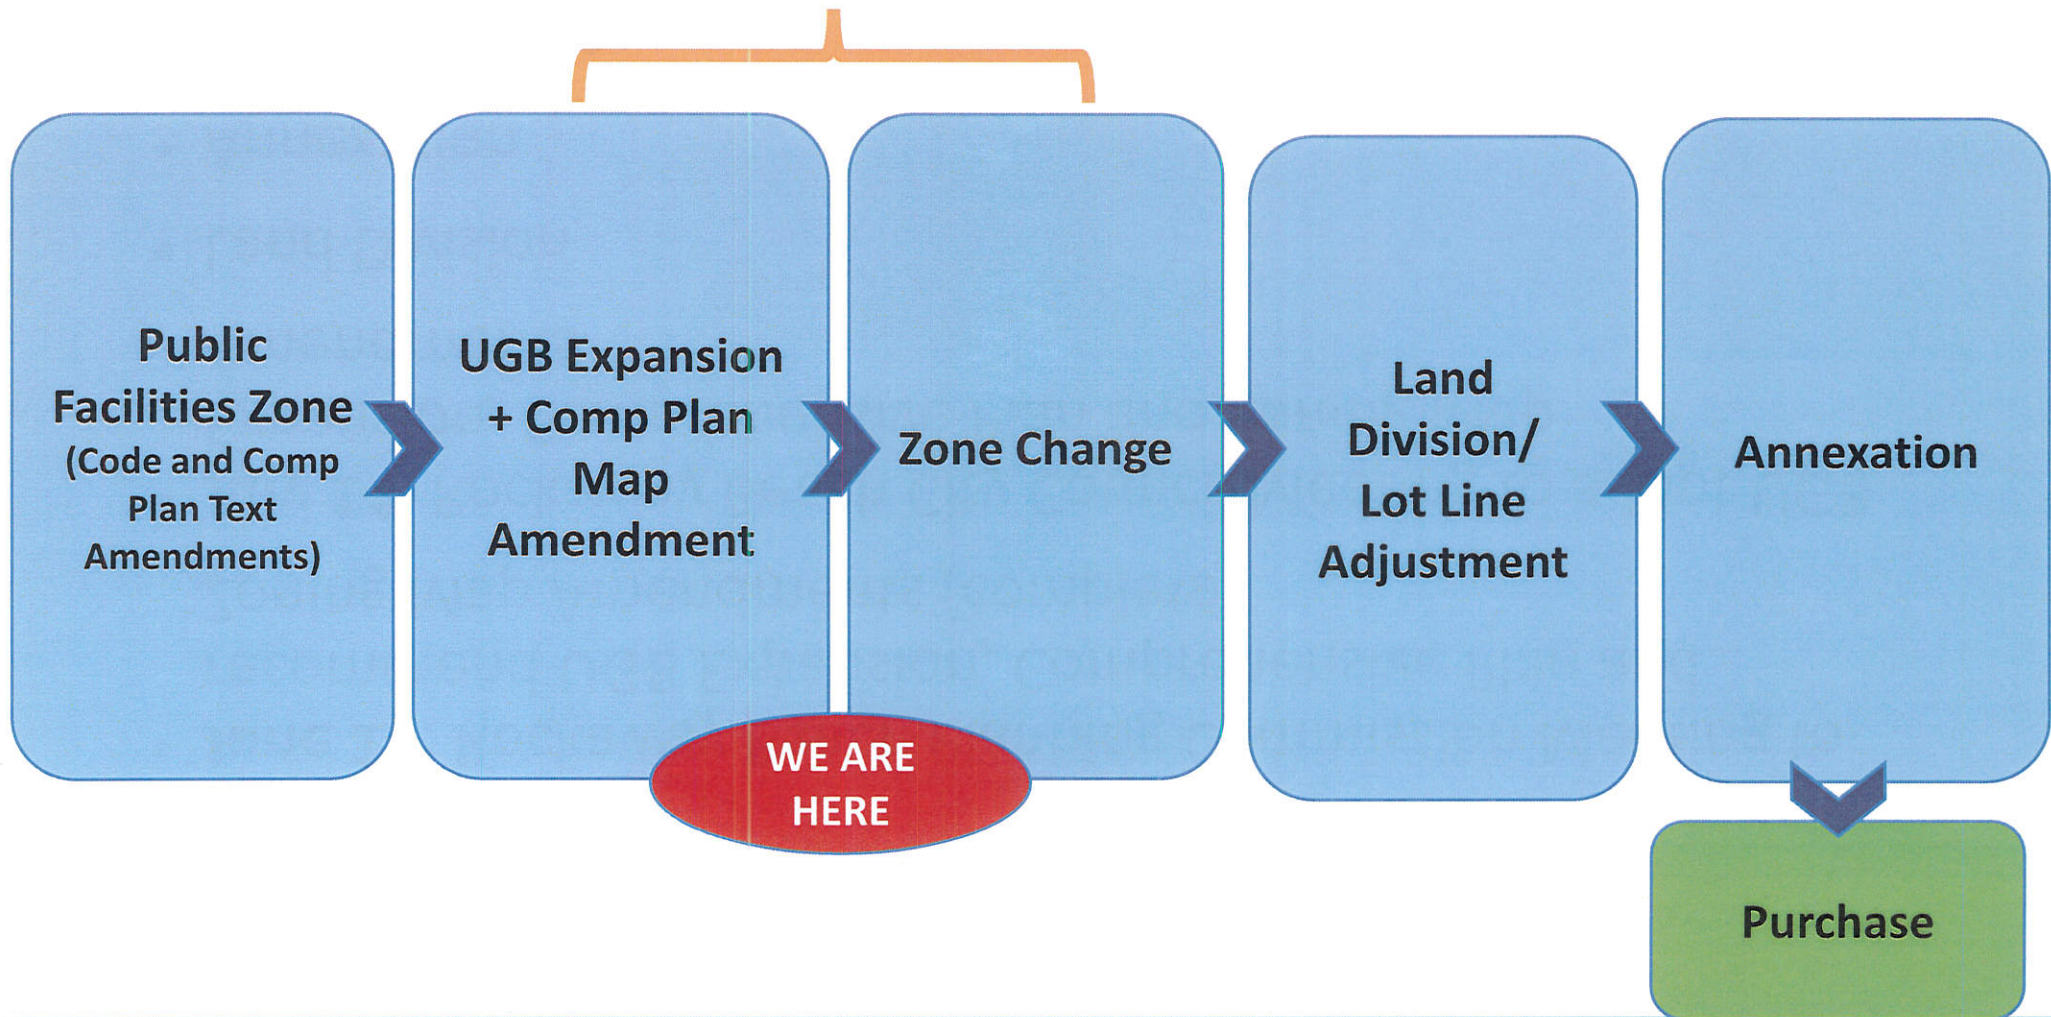 Public
Facilities Zone
(Code and Comp
Plan Text
Amendments)
UGB Expansion
+ Comp Plan
Map
Amendment
Zone Change
Land
Division/
Lot Line
Adjustment
Annexation
WE ARE
HERE
Purchase